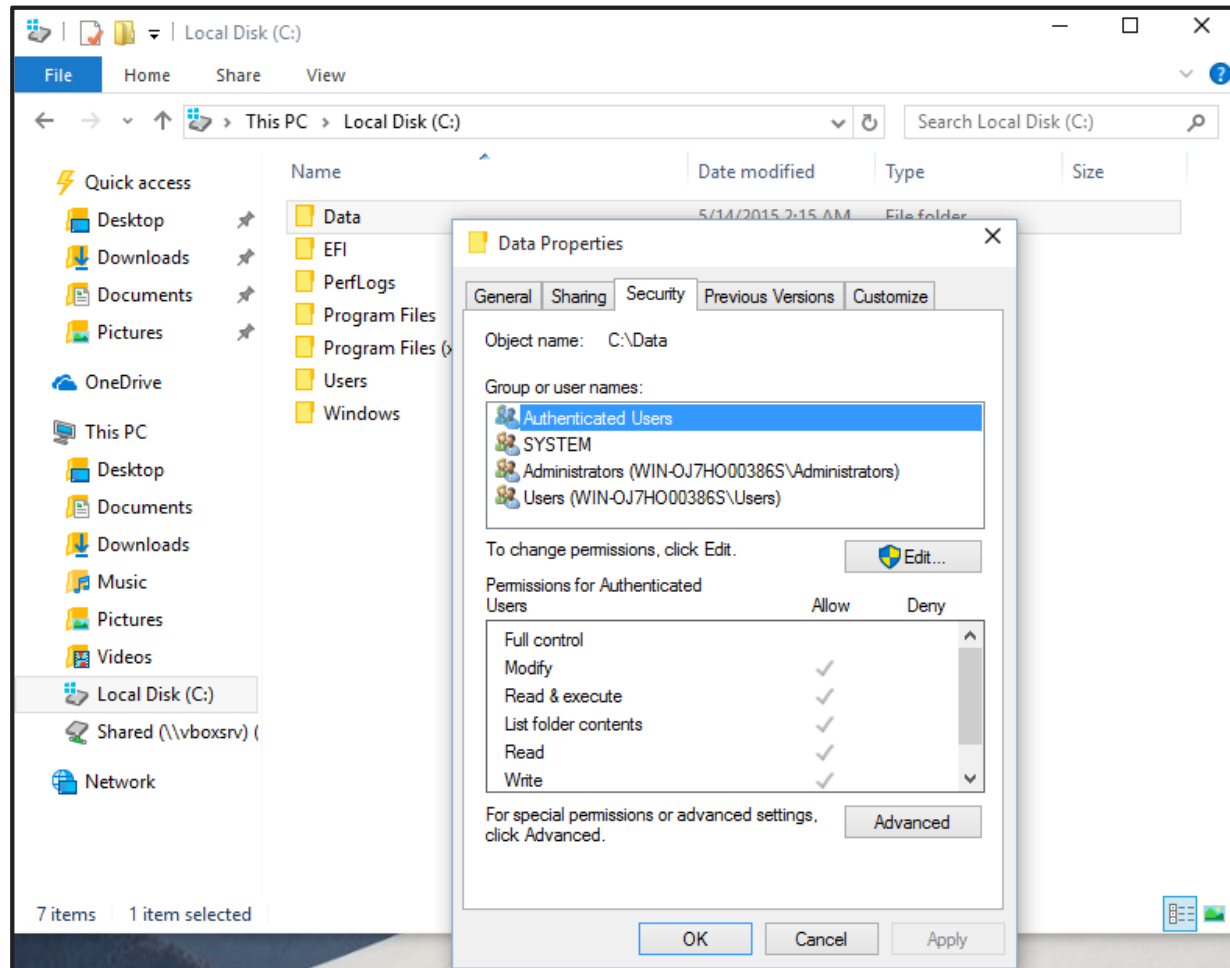 Local Disk (C:)
File Home Share View
This PC > Local Disk (C:)
Search Local Disk (C:)
Name Date modified Type Size
Quick access
Desktop
Downloads
Documents
Pictures
OneDrive
This PC
Desktop
Documents
Downloads
Music
Pictures
Videos
Local Disk (C:)
Shared (\\vboxsrv) (
Network
Data 5/14/2015 2:15 AM File folder
EFI
PerfLogs
Program Files
Program Files (x
Users
Windows
Data Properties
General Sharing Security Previous Versions Customize
Object name: C:\Data
Group or user names:
Authenticated Users
SYSTEM
Administrators (WIN-OJ7HO00386S\Administrators)
Users (WIN-OJ7HO00386S\Users)
To change permissions, click Edit.
Edit...
Permissions for Authenticated
Users Allow Deny
Full control
Modify
Read & execute
List folder contents
Read
Write
For special permissions or advanced settings,
click Advanced.
Advanced
OK Cancel Apply
7 items 1 item selected